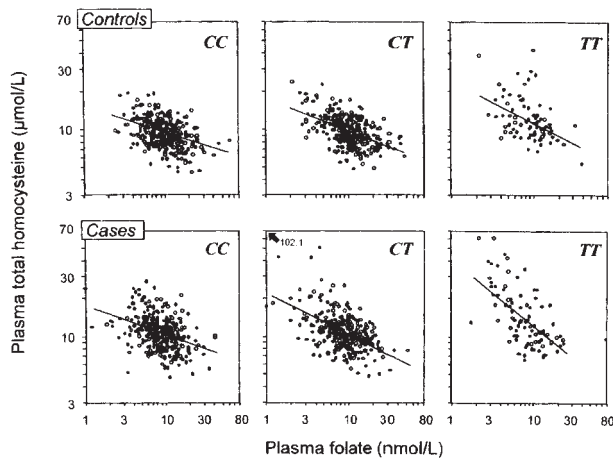 Controls
CC
CT
TT
70
30
10
3
Cases
CC
CT
TT
102.1
70
30
10
3
1 3 10 30 80 1 3 10 30 80 1 3 10 30 80
Plasma total homocysteine (µmol/L)
Plasma folate (nmol/L)